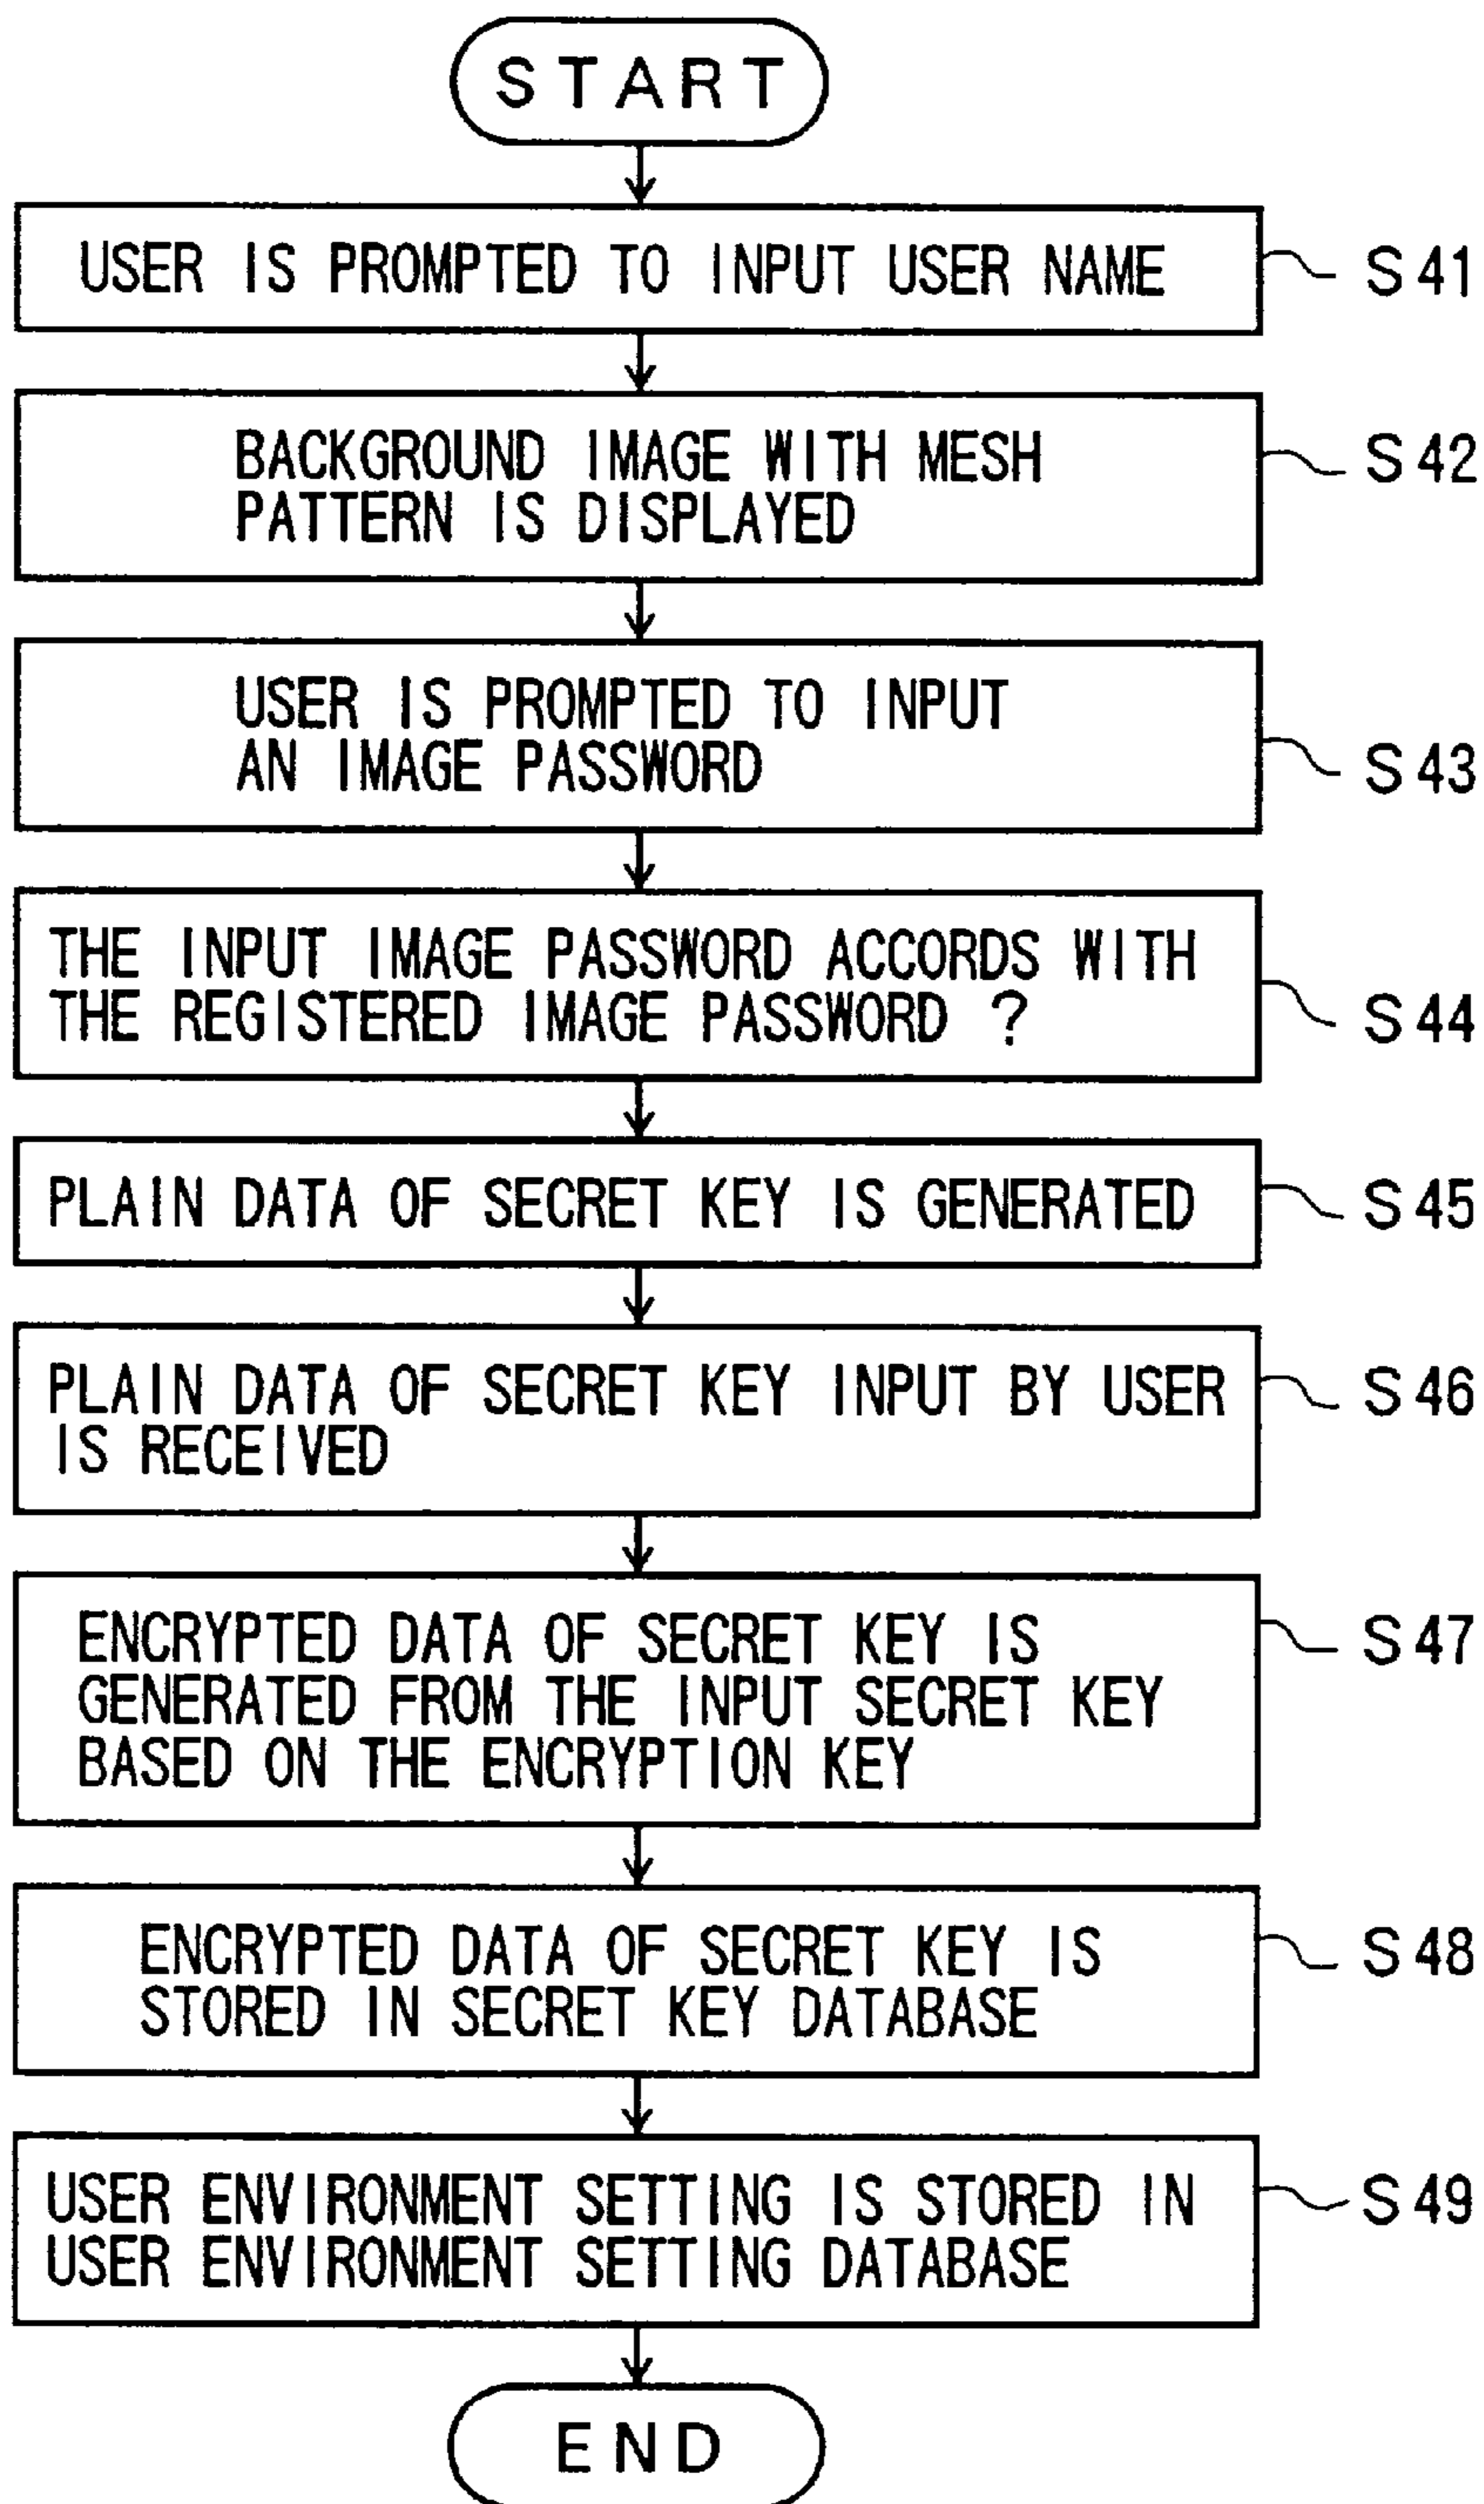 START
USER IS PROMPTED TO INPUT USER NAME
S41
BACKGROUND IMAGE WITH MESH
PATTERN IS DISPLAYED
S42
USER IS PROMPTED TO INPUT
AN IMAGE PASSWORD
S43
THE INPUT IMAGE PASSWORD ACCORDS WITH
THE REGISTERED IMAGE PASSWORD ?
S44
PLAIN DATA OF SECRET KEY IS GENERATED
S45
PLAIN DATA OF SECRET KEY INPUT BY USER
IS RECEIVED
S46
ENCRYPTED DATA OF SECRET KEY IS
GENERATED FROM THE INPUT SECRET KEY
BASED ON THE ENCRYPTION KEY
S47
ENCRYPTED DATA OF SECRET KEY IS
STORED IN SECRET KEY DATABASE
S48
USER ENVIRONMENT SETTING IS STORED IN
USER ENVIRONMENT SETTING DATABASE
S49
END